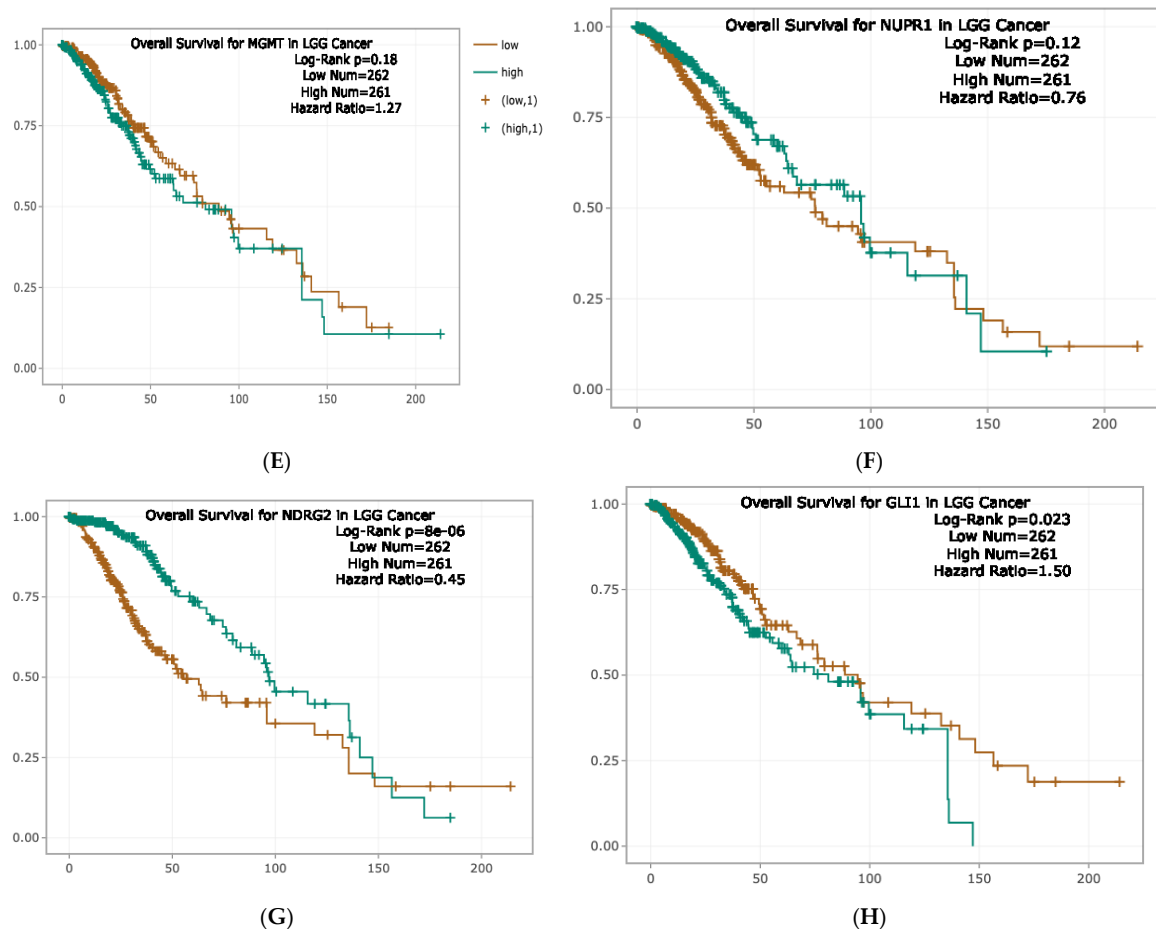 Overall Survival for MGMT in LGG Cancer
Log-Rank p=0.18
Low Num=262
High Num=261
Hazard Ratio=1.27
1.00
0.75
0.50
0.25
0.00
0
50
100
150
200
low
high
(low,1)
(high,1)
(E)
Overall Survival for NUPR1 in LGG Cancer
Log-Rank p=0.12
Low Num=262
High Num=261
Hazard Ratio=0.76
1.00
0.75
0.50
0.25
0.00
0
50
100
150
200
(F)
Overall Survival for NDRG2 in LGG Cancer
Log-Rank p=8e-06
Low Num=262
High Num=261
Hazard Ratio=0.45
1.00
0.75
0.50
0.25
0.00
0
50
100
150
200
(G)
Overall Survival for GLI1 in LGG Cancer
Log-Rank p=0.023
Low Num=262
High Num=261
Hazard Ratio=1.50
1.00
0.75
0.50
0.25
0.00
0
50
100
150
200
(H)